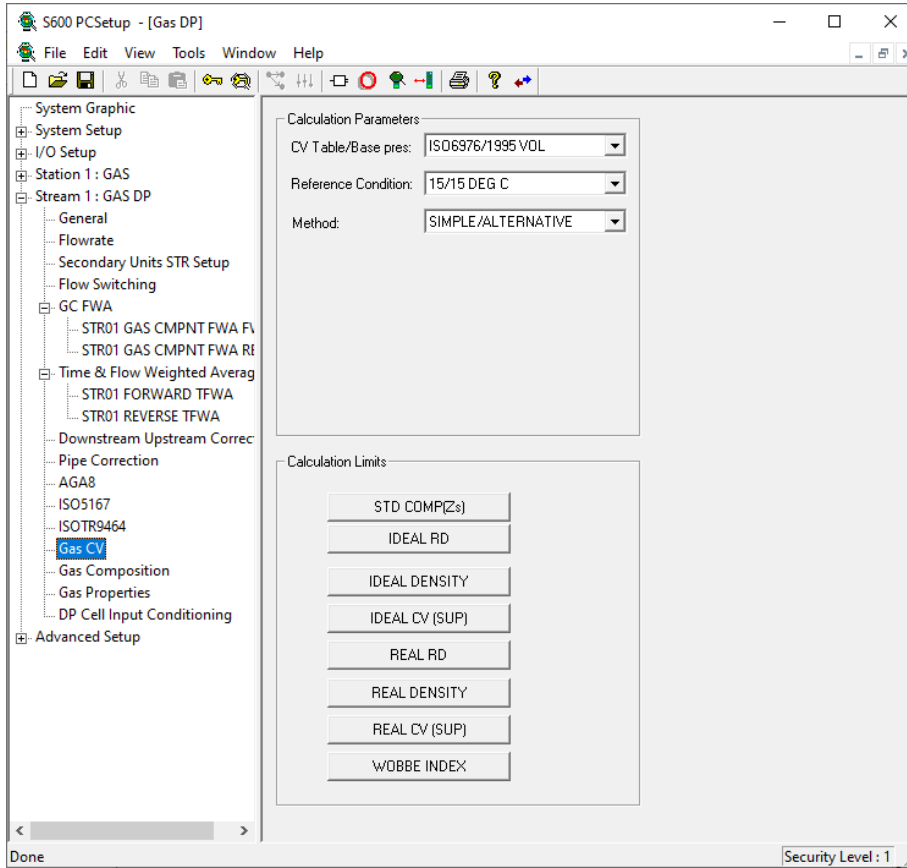 S600 PCSetup - [Gas DP]
File Edit View Tools Window Help
System Graphic
System Setup
I/O Setup
Station 1 : GAS
Stream 1 : GAS DP
General
Flowrate
Secondary Units STR Setup
Flow Switching
GC FWA
STR01 GAS CMPNT FWA FV
STR01 GAS CMPNT FWA RE
Time & Flow Weighted Averag
STR01 FORWARD TFWA
STR01 REVERSE TFWA
Downstream Upstream Correc
Pipe Correction
AGA8
ISO5167
ISOTR9464
Gas CV
Gas Composition
Gas Properties
DP Cell Input Conditioning
Advanced Setup
Calculation Parameters
CV Table/Base pres: ISO6976/1995 VOL
Reference Condition: 15/15 DEG C
Method: SIMPLE/ALTERNATIVE
Calculation Limits
STD COMP(Zs)
IDEAL RD
IDEAL DENSITY
IDEAL CV (SUP)
REAL RD
REAL DENSITY
REAL CV (SUP)
WOBBE INDEX
Done
Security Level : 1